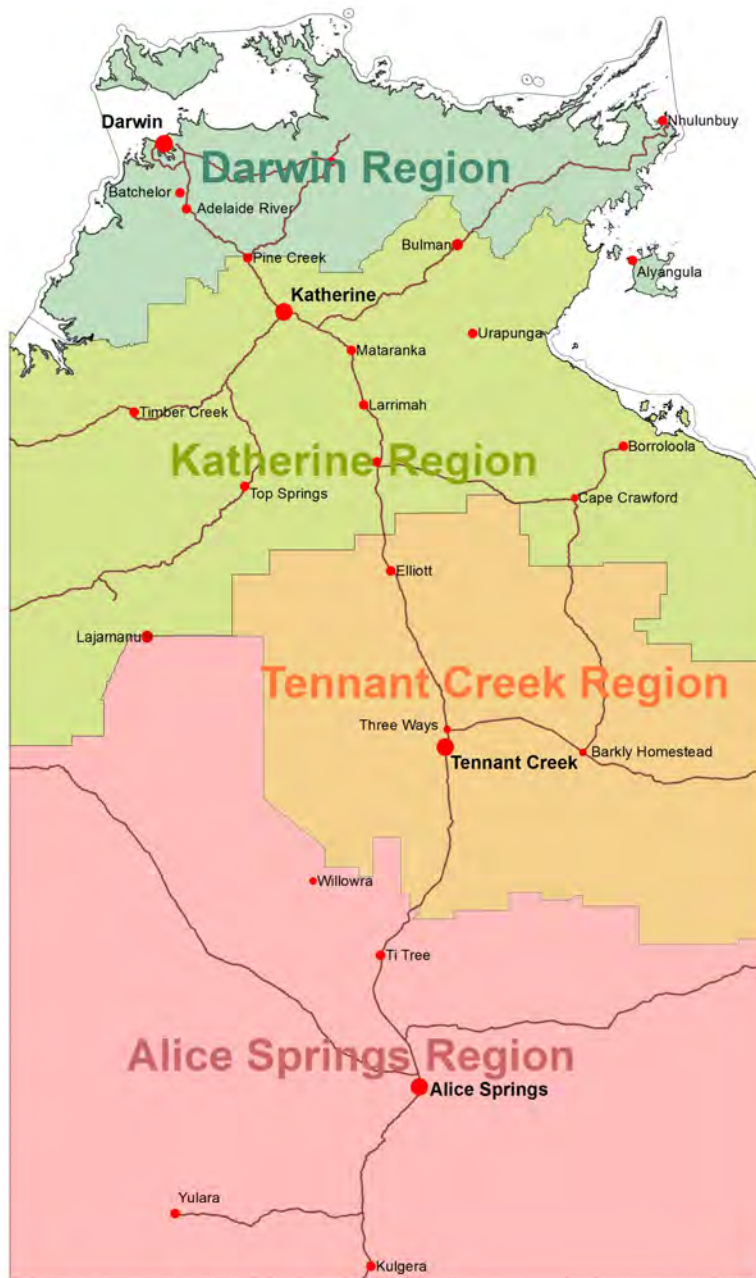 Darwin
Nhulunbuy
Darwin Region
Batchelor
Adelaide River
Bulman
Pine Creek
Alyangula
Katherine
Urapunga
Mataranka
Larrimah
Timber Creek
Borroloola
Katherine Region
Top Springs
Cape Crawford
Elliott
Lajamanu
Tennant Creek Region
Three Ways
Barkly Homestead
Tennant Creek
Willowra
Ti Tree
Alice Springs Region
Alice Springs
Yulara
Kulgera